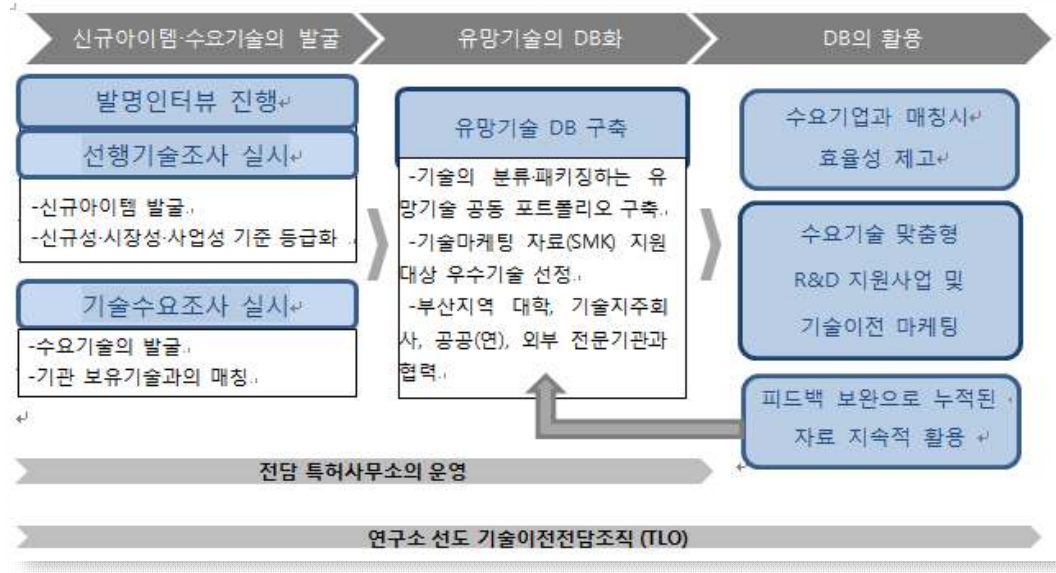 신규아이템·수요기술의 발굴
유망기술의 DB화
DB의 활용
발명인터뷰 진행
선행기술조사 실시
-신규아이템 발굴.
-신규성·시장성·사업성 기준 등급화
기술수요조사 실시
-수요기술의 발굴.
-기관 보유기술과의 매칭.
유망기술 DB 구축
-기술의 분류·패키징하는 유
망기술 공동 포트폴리오 구축.
-기술마케팅 자료(SMK) 지원
대상 우수기술 선정.
-부산지역 대학, 기술지주회
사, 공공(연), 외부 전문기관과
협력.
수요기업과 매칭시
효율성 제고
수요기술 맞춤형
R&D 지원사업 및
기술이전 마케팅
피드백 보완으로 누적된
자료 지속적 활용
전담 특허사무소의 운영
연구소 선도 기술이전전담조직 (TLO)